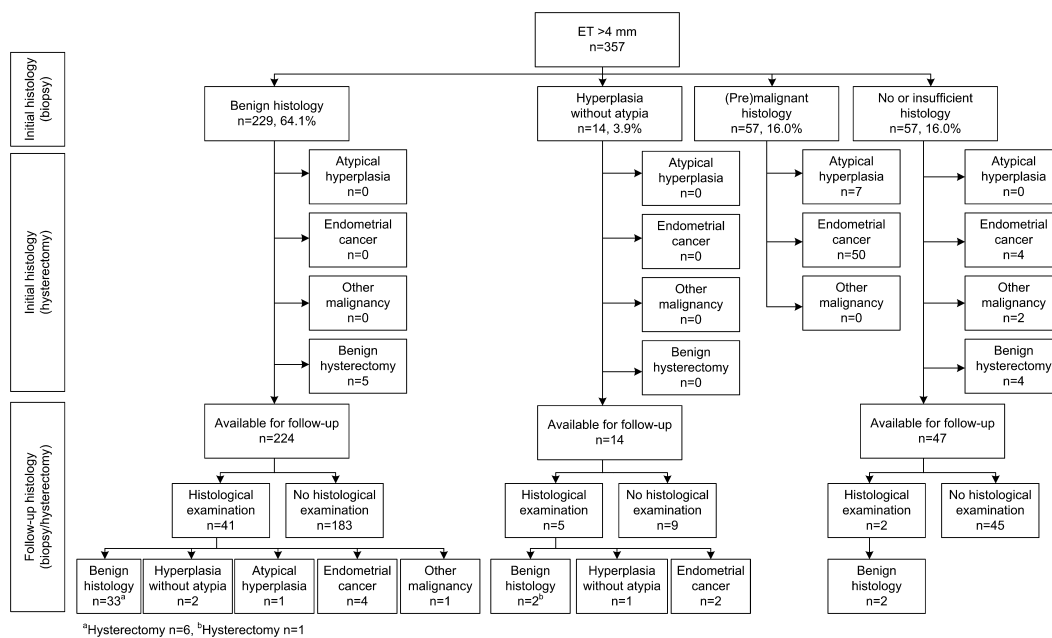 ET >4 mm
n=357
Initial histology
(biopsy)
Benign histology
n=229, 64.1%
Hyperplasia
without atypia
n=14, 3.9%
(Pre)malignant
histology
n=57, 16.0%
No or insufficient
histology
n=57, 16.0%
Initial histology
(hysterectomy)
Atypical
hyperplasia
n=0
Endometrial
cancer
n=0
Other
malignancy
n=0
Benign
hysterectomy
n=5
Atypical
hyperplasia
n=0
Endometrial
cancer
n=0
Other
malignancy
n=0
Benign
hysterectomy
n=0
Atypical
hyperplasia
n=7
Endometrial
cancer
n=50
Other
malignancy
n=0
Atypical
hyperplasia
n=0
Endometrial
cancer
n=4
Other
malignancy
n=2
Benign
hysterectomy
n=4
Follow-up histology
(biopsy/hysterectomy)
Available for follow-up
n=224
Available for follow-up
n=14
Available for follow-up
n=47
Histological
examination
n=41
No histological
examination
n=183
Histological
examination
n=5
No histological
examination
n=9
Histological
examination
n=2
No histological
examination
n=45
Benign
histology
n=33a
Hyperplasia
without atypia
n=2
Atypical
hyperplasia
n=1
Endometrial
cancer
n=4
Other
malignancy
n=1
Benign
histology
n=2b
Hyperplasia
without atypia
n=1
Endometrial
cancer
n=2
Benign
histology
n=2
aHysterectomy n=6, bHysterectomy n=1